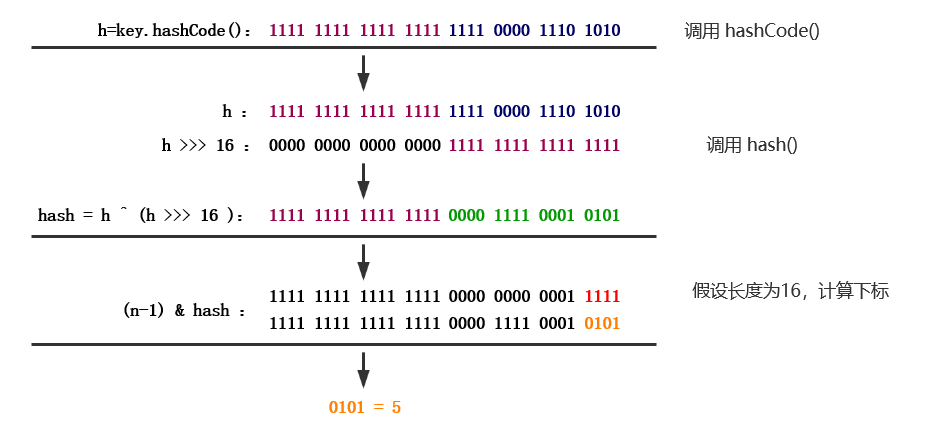 h=key.hashCode(): 1111 1111 1111 1111 1111 0000 1110 1010 调用 hashCode()
h : 1111 1111 1111 1111 1111 0000 1110 1010
h >>> 16 : 0000 0000 0000 0000 1111 1111 1111 1111 调用 hash()
hash = h ^ (h >>> 16 ): 1111 1111 1111 1111 0000 1111 0001 0101
假设长度为16，计算下标
1111 1111 1111 1111 0000 0000 0001 1111
(n-1) & hash :
1111 1111 1111 1111 0000 1111 0001 0101
0101 = 5